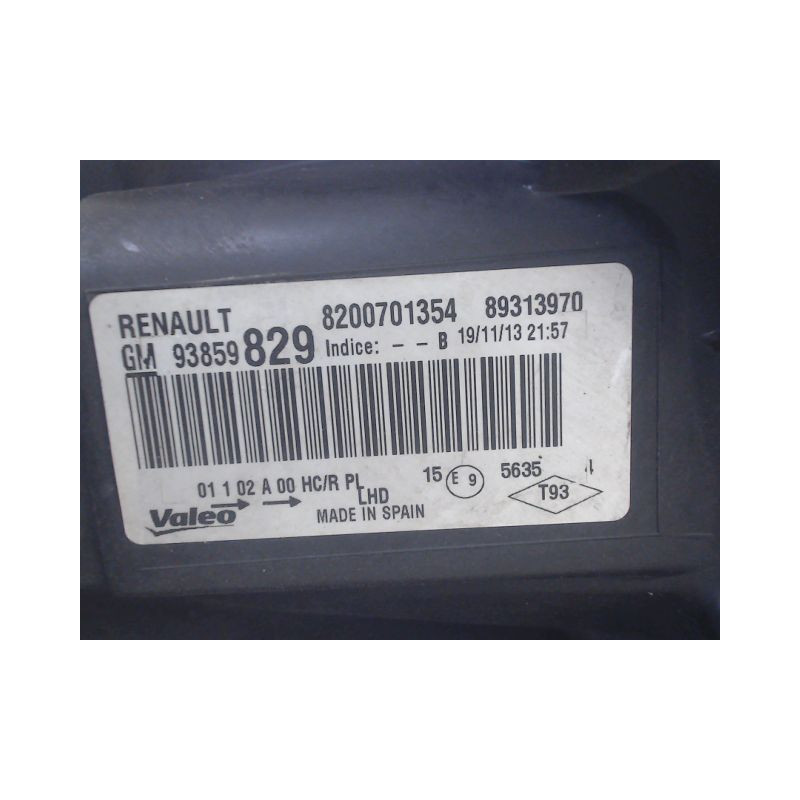 RENAULT 8200701354 89313970
GM 93859 829 Indice: - - B 19/11/13 21:57
01 1 02 A 00 HC/R PL 15 E 9 5635
LHD T93
Valeo MADE IN SPAIN